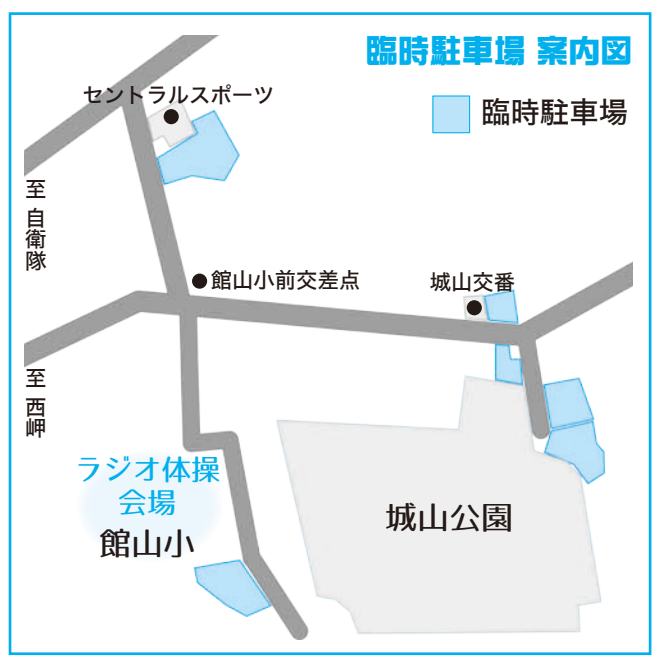 臨時駐車場 案内図
臨時駐車場
セントラルスポーツ
至 自衛隊
館山小前交差点
城山交番
至 西岬
ラジオ体操
会場
館山小
城山公園